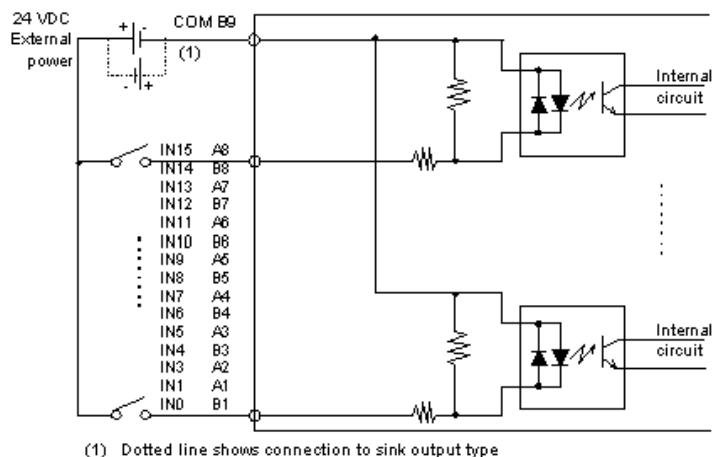 24 VDC
External
power
+ -
COM B9
(1)
- +
IN15 A8
IN14 B8
IN13 A7
IN12 B7
IN11 A6
IN10 B6
IN9 A5
IN8 B5
IN7 A4
IN6 B4
IN5 A3
IN4 B3
IN3 A2
IN1 A1
IN0 B1
Internal
circuit
Internal
circuit
(1) Dotted line shows connection to sink output type